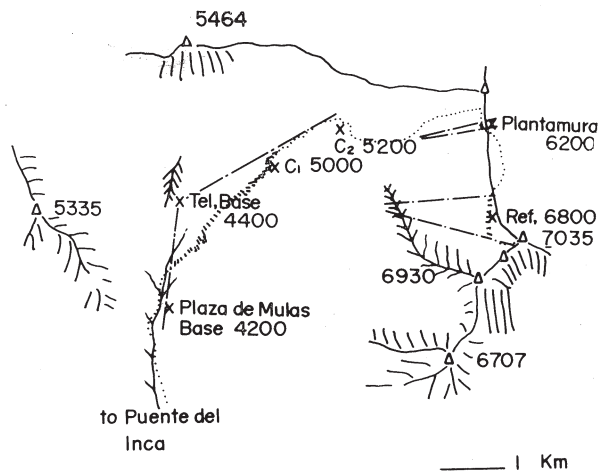 5464
Plantamura
6200
C₂ 5200
C₁ 5000
Tel, Base
4400
5335
Ref, 6800
7035
6930
Plaza de Mulas
Base 4200
6707
to Puente del
Inca
1 Km